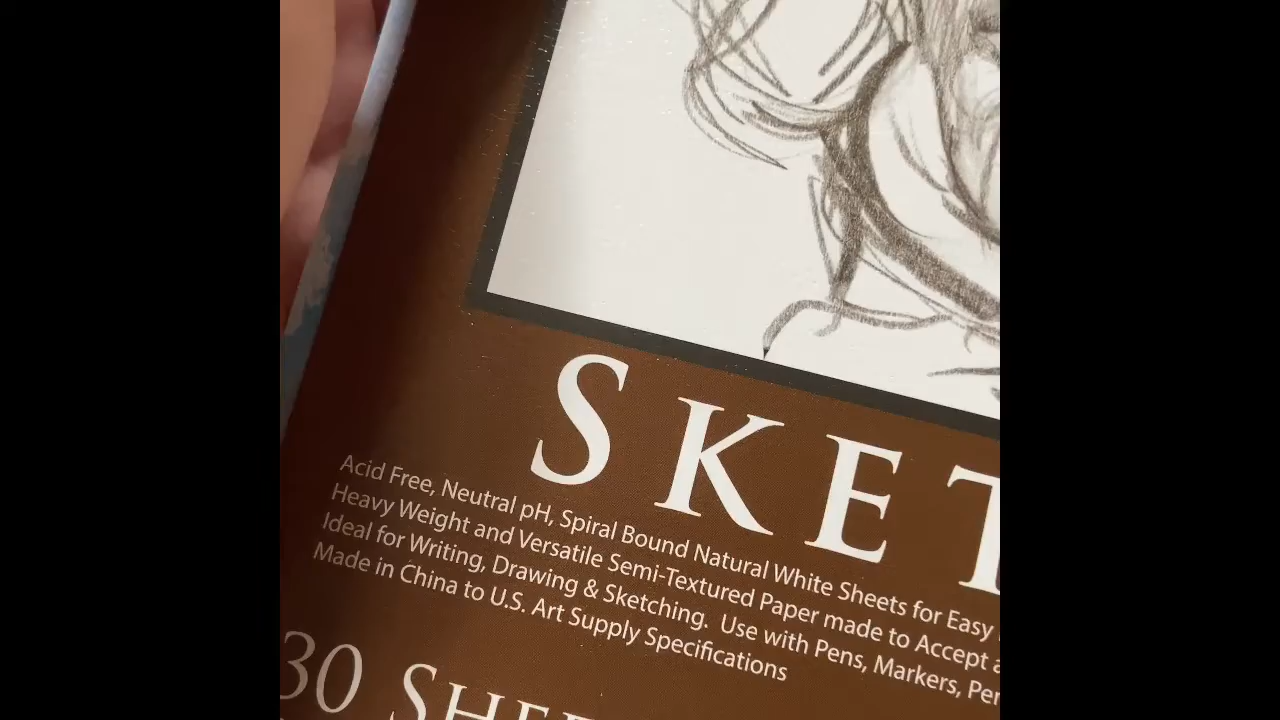 SKET
Acid Free, Neutral pH, Spiral Bound Natural White Sheets for Easy
Heavy Weight and Versatile Semi-Textured Paper made to Accept a
Ideal for Writing, Drawing & Sketching. Use with Pens, Markers, Pen
Made in China to U.S. Art Supply Specifications
30 SHEE